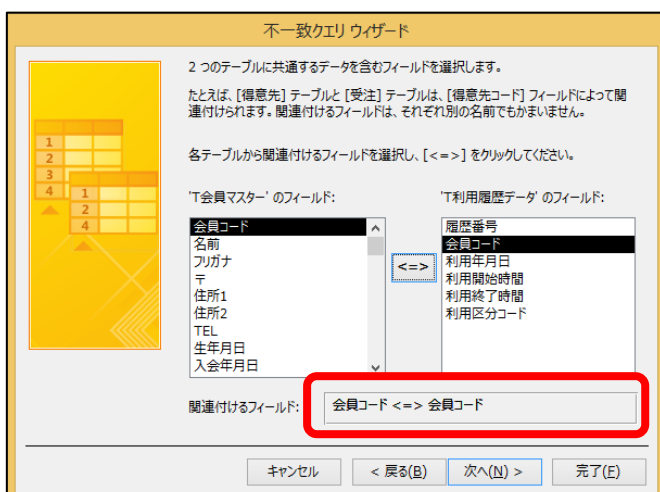 不一致クエリ ウィザード
2 つのテーブルに共通するデータを含むフィールドを選択します。
たとえば、[得意先] テーブルと [受注] テーブルは、[得意先コード] フィールドによって関
連付けられます。関連付けるフィールドは、それぞれ別の名前でもかまいません。
各テーブルから関連付けるフィールドを選択し、[<=>] をクリックしてください。
1
2
3
4
1
2
4
'T会員マスター' のフィールド:
会員コード
名前
フリガナ
〒
住所1
住所2
TEL
生年月日
入会年月日
<=>
'T利用履歴データ' のフィールド:
履歴番号
会員コード
利用年月日
利用開始時間
利用終了時間
利用区分コード
関連付けるフィールド:
会員コード <=> 会員コード
キャンセル
< 戻る(B)
次へ(N) >
完了(F)